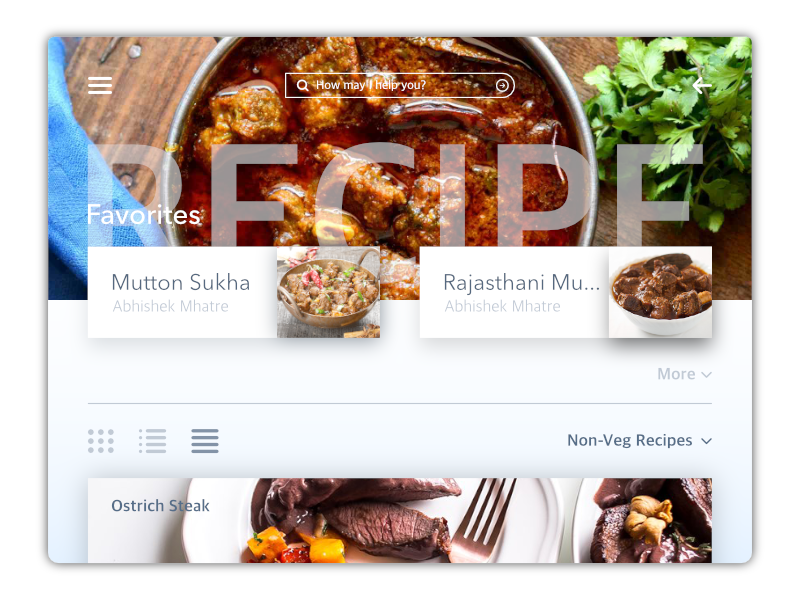 How may I help you?
RECIPE
Favorites
Mutton Sukha
Abhishek Mhatre
Rajasthani Mu...
Abhishek Mhatre
More
Non-Veg Recipes
Ostrich Steak